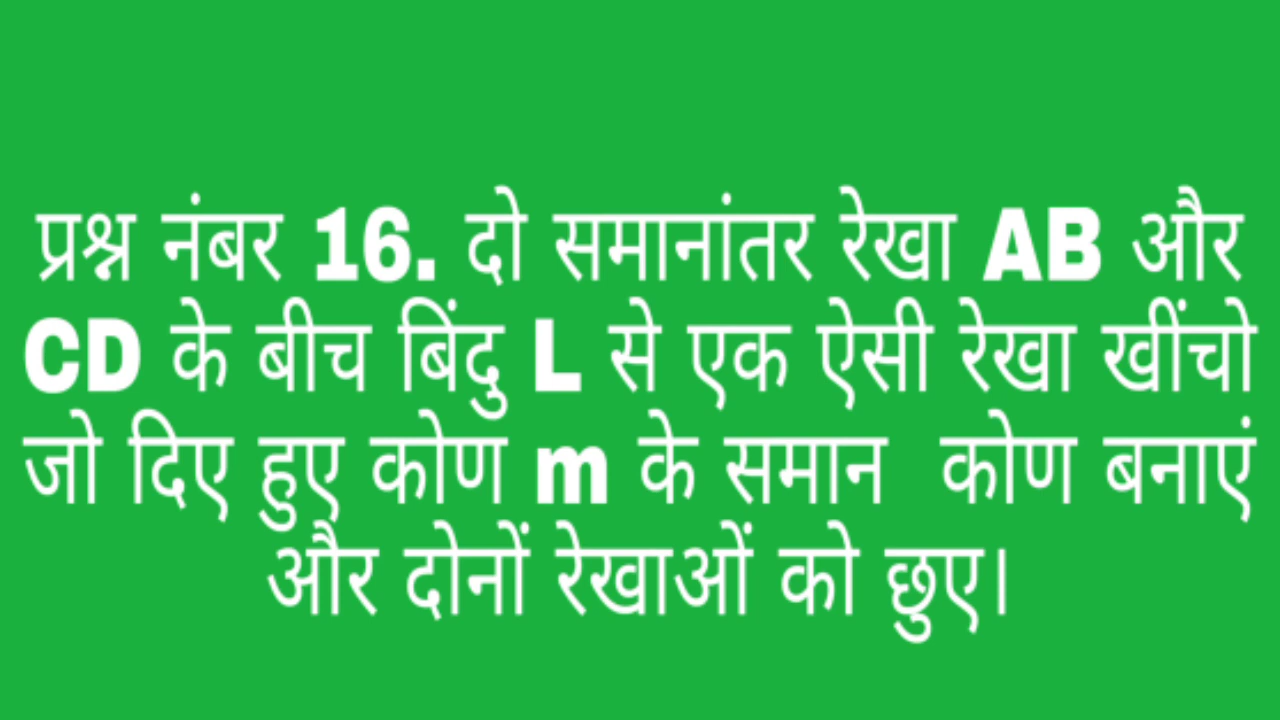 प्रश्न नंबर 16. दो समानांतर रेखा AB और
CD के बीच बिंदु L से एक ऐसी रेखा खींचो
जो दिए हुए कोण m के समान  कोण बनाएं
और दोनों रेखाओं को छुए।